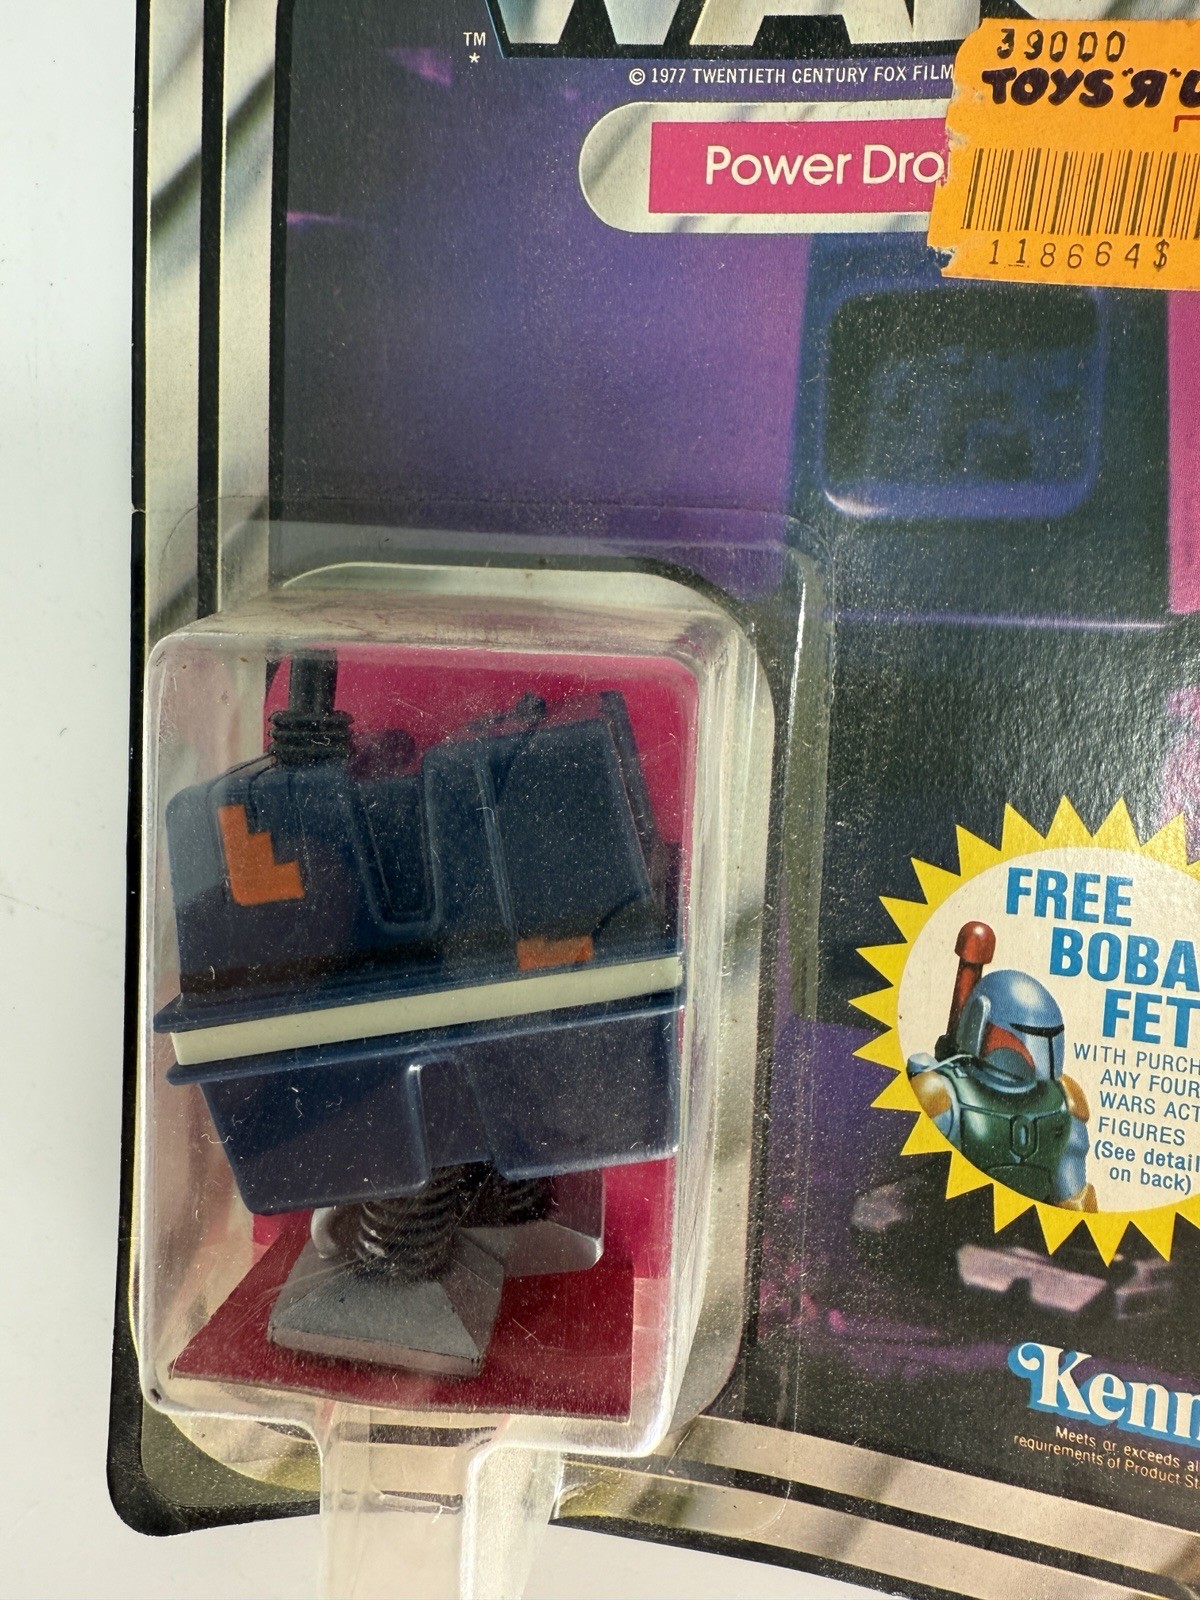 WAR
TM
*
© 1977 TWENTIETH CENTURY FOX FILM
39000
TOYS "R" U
Power Dro
118664$
FREE
BOBA
FET
WITH PURCH
ANY FOUR
WARS ACT
FIGURES
(See detail
on back)
Kenn
Meets or exceeds al
requirements of Product St